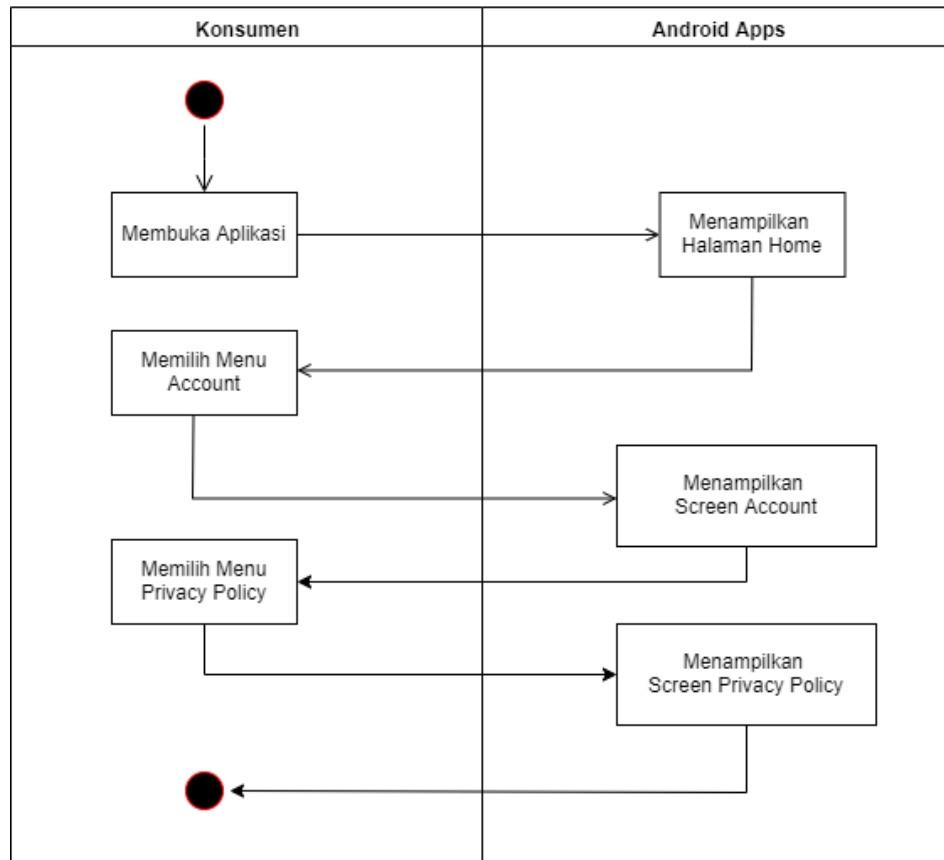 Konsumen
Android Apps
Membuka Aplikasi
Menampilkan
Halaman Home
Memilih Menu
Account
Menampilkan
Screen Account
Memilih Menu
Privacy Policy
Menampilkan
Screen Privacy Policy